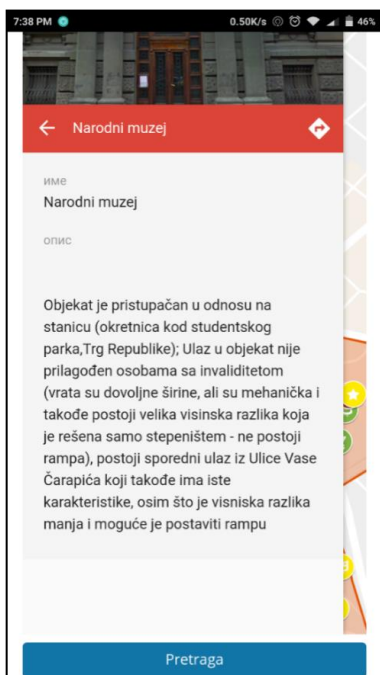 7:38 PM 0.50K/s 46%
Narodni muzej
име
Narodni muzej
опис
Objekat je pristupačan u odnosu na
stanicu (okretnica kod studentskog
parka,Trg Republike); Ulaz u objekat nije
prilagođen osobama sa invaliditetom
(vrata su dovoljne širine, ali su mehanička i
takođe postoji velika visinska razlika koja
je rešena samo stepeništem - ne postoji
rampa), postoji sporedni ulaz iz Ulice Vase
Čarapića koji takođe ima iste
karakteristike, osim što je visniska razlika
manja i moguće je postaviti rampu
Pretraga